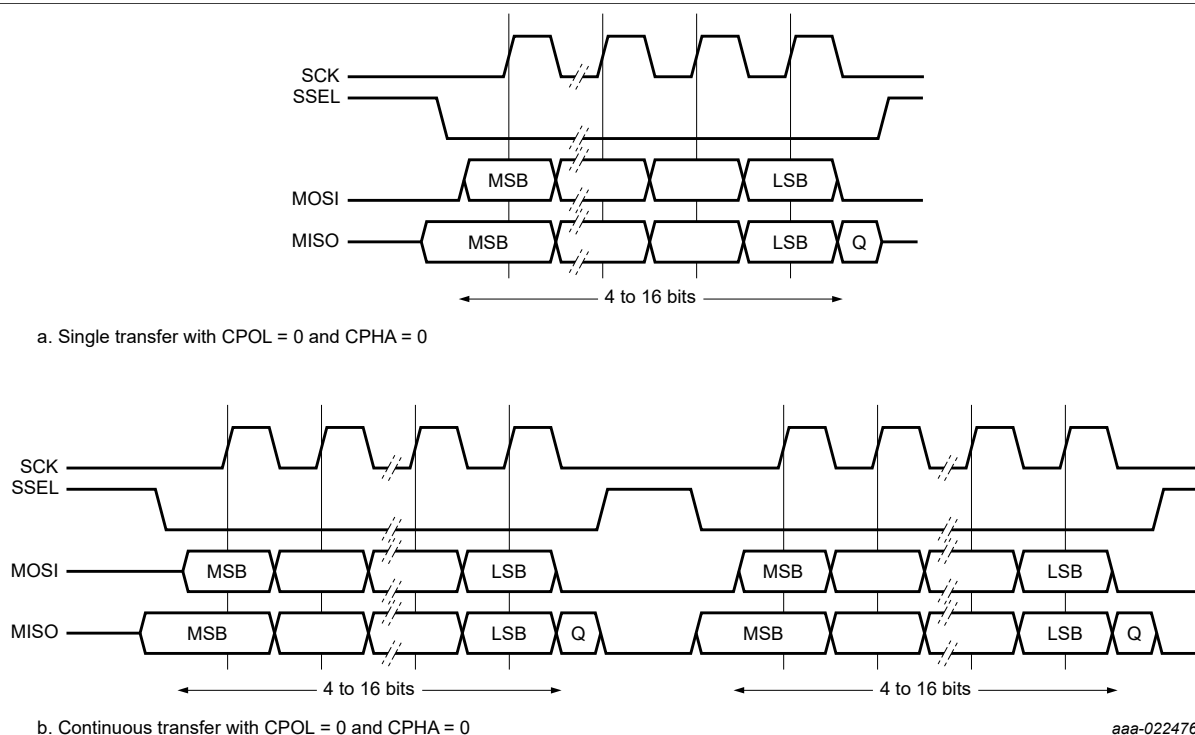 SCK
SSEL
MSB LSB
MOSI
MISO MSB LSB Q
4 to 16 bits
a. Single transfer with CPOL = 0 and CPHA = 0
SCK
SSEL
MOSI MSB LSB MSB LSB
MISO MSB LSB Q MSB LSB Q
4 to 16 bits 4 to 16 bits
b. Continuous transfer with CPOL = 0 and CPHA = 0 aaa-022476